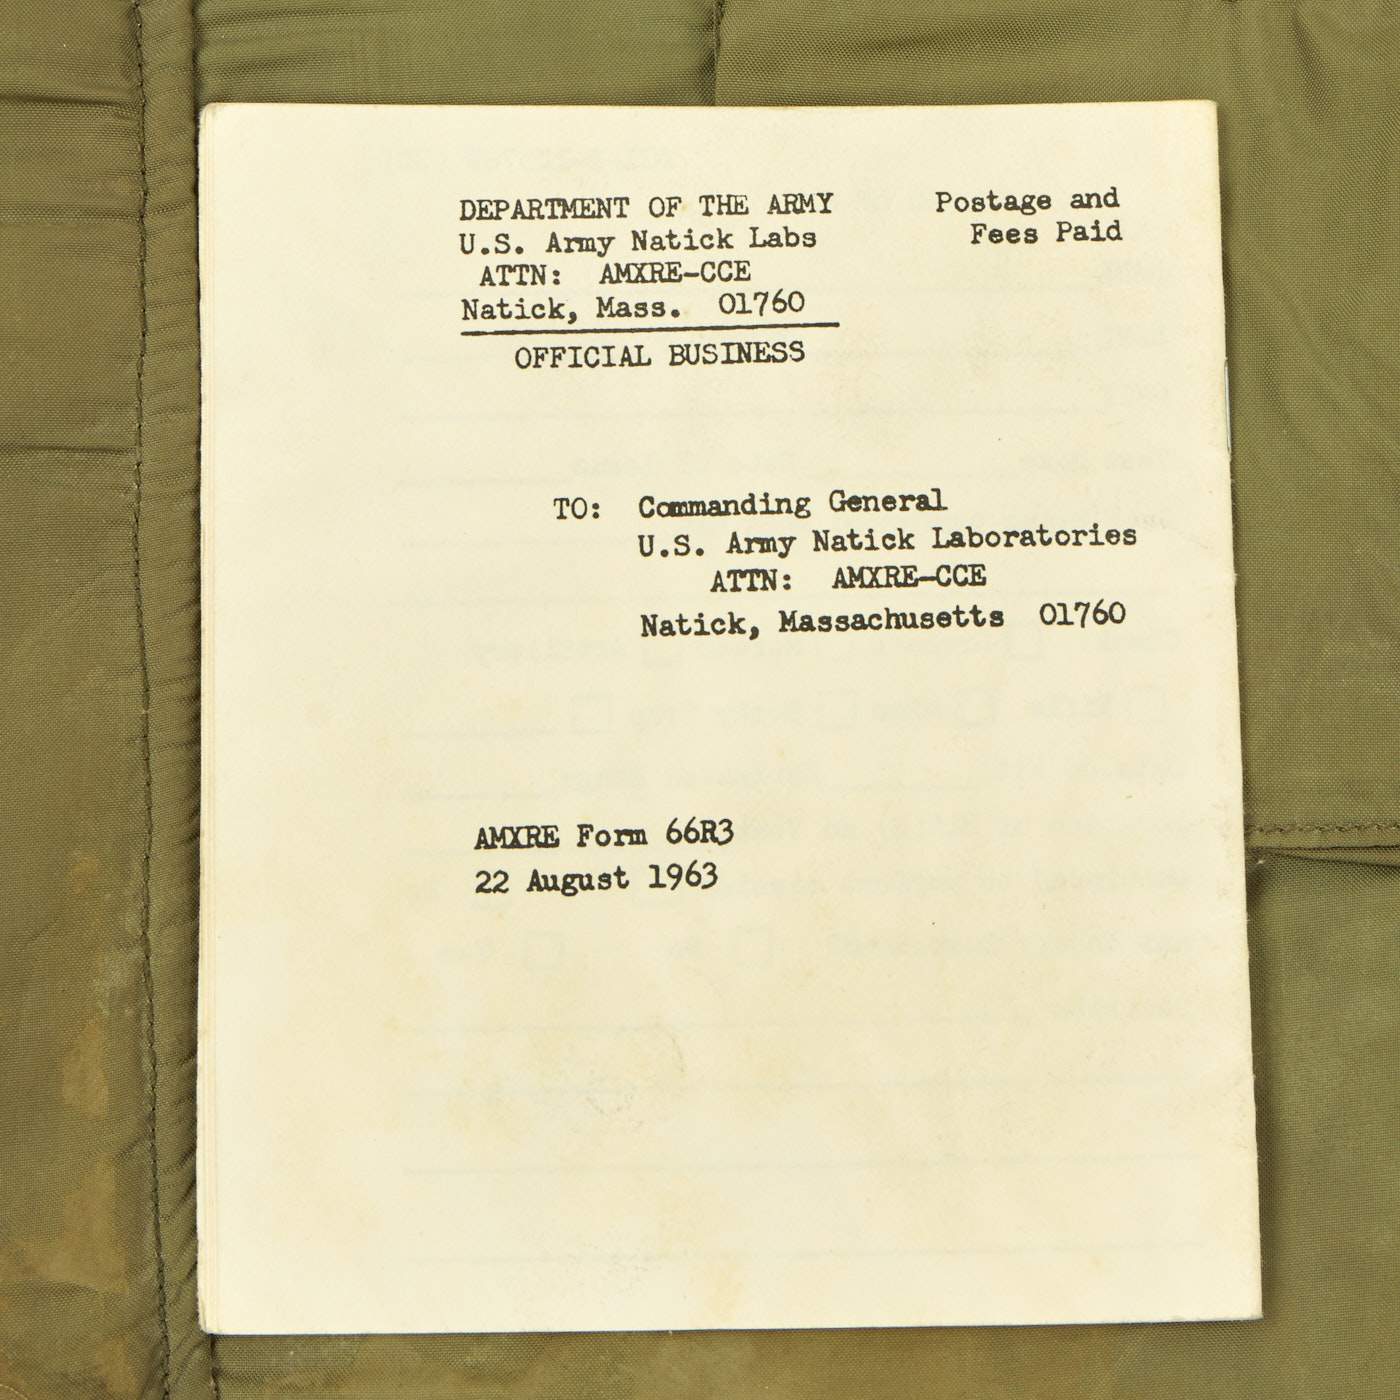 DEPARTMENT OF THE ARMY
U.S. Army Natick Labs
ATTN: AMXRE-CCE
Natick, Mass. 01760
OFFICIAL BUSINESS
Postage and
Fees Paid
TO: Commanding General
U.S. Army Natick Laboratories
ATTN: AMXRE-CCE
Natick, Massachusetts 01760
AMXRE Form 66R3
22 August 1963